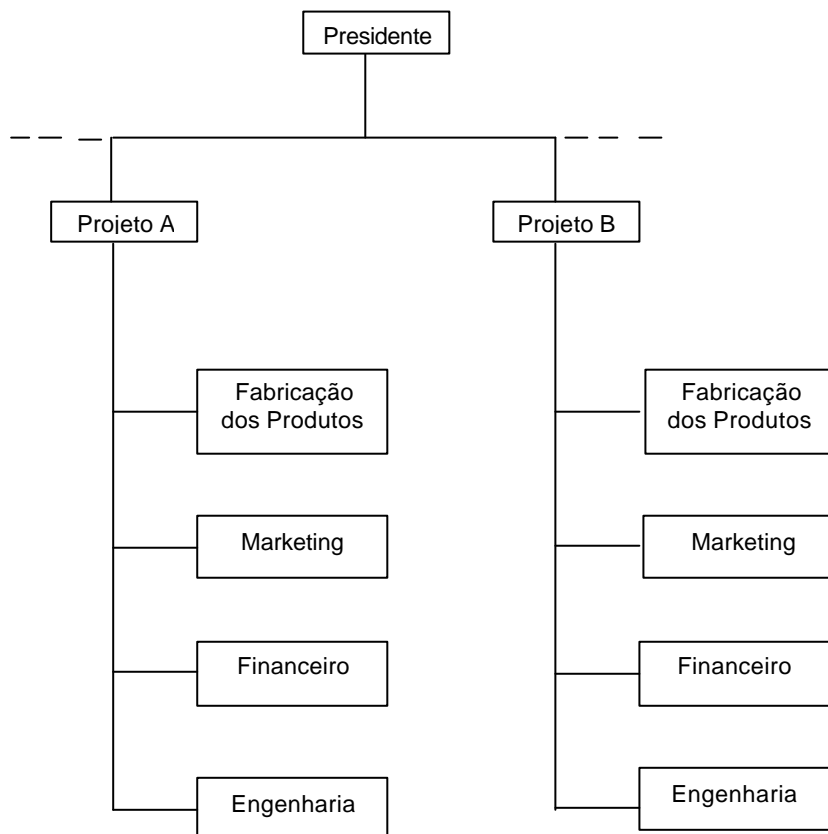 Presidente
Projeto A
Projeto B
Fabricação
dos Produtos
Fabricação
dos Produtos
Marketing
Marketing
Financeiro
Financeiro
Engenharia
Engenharia